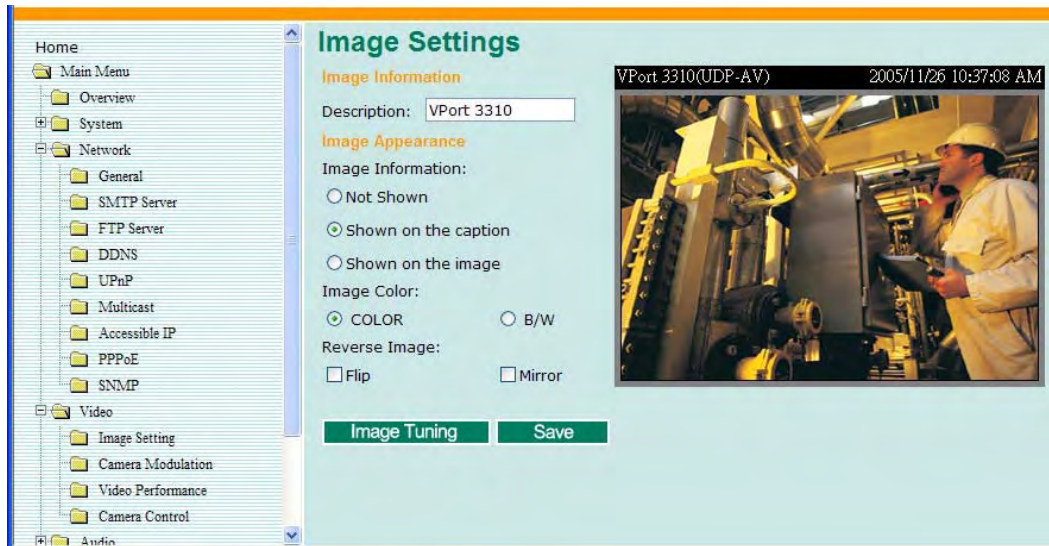 Home
Main Menu
Overview
System
Network
General
SMTP Server
FTP Server
DDNS
UPnP
Multicast
Accessible IP
PPPoE
SNMP
Video
Image Setting
Camera Modulation
Video Performance
Camera Control
Audio
Image Settings
Image Information
Description: VPort 3310
Image Appearance
Image Information:
Not Shown
Shown on the caption
Shown on the image
Image Color:
COLOR B/W
Reverse Image:
Flip Mirror
Image Tuning Save
VPort 3310(UDP-AV) 2005/11/26 10:37:08 AM